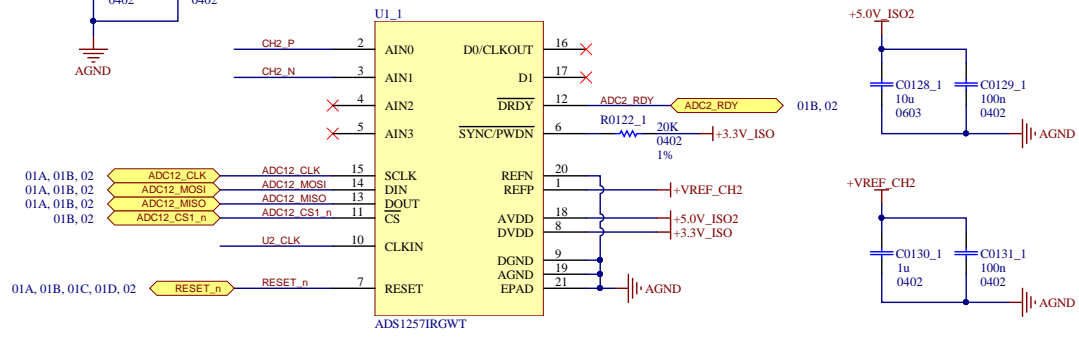 0402
0402
AGND
U1_1
CH2_P 2 AIN0 D0/CLKOUT 16
CH2_N 3 AIN1 D1 17
4 AIN2 DRDY 12 ADC2_RDY ADC2_RDY 01B, 02
5 AIN3 SYNC/PWDN 6 R0122_1 20K +3.3V_ISO
0402
1%
01A, 01B, 02 ADC12_CLK ADC12_CLK 15 SCLK REFN 20
01A, 01B, 02 ADC12_MOSI ADC12_MOSI 14 DIN REFP 1 +VREF_CH2
01A, 01B, 02 ADC12_MISO ADC12_MISO 13 DOUT
01B, 02 ADC12_CS1_n ADC12_CS1_n 11 CS AVDD 18 +5.0V_ISO2
DVDD 8 +3.3V_ISO
U2_CLK 10 CLKIN
DGND 9
AGND 19
01A, 01B, 01C, 01D, 02 RESET_n RESET_n 7 RESET EPAD 21 AGND
ADS1257IRGWT
+5.0V_ISO2
C0128_1 C0129_1
10u 100n
0603 0402
AGND
+VREF_CH2
C0130_1 C0131_1
1u 100n
0402 0402
AGND